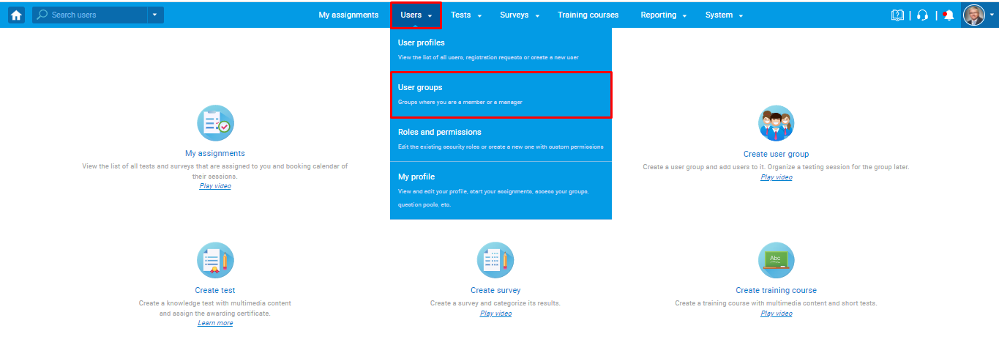 Search users
My assignments
Users
Tests
Surveys
Training courses
Reporting
System
User profiles
View the list of all users, registration requests or create a new user
User groups
Groups where you are a member or a manager
Roles and permissions
Edit the existing security roles or create a new one with custom permissions
My profile
View and edit your profile, start your assignments, access your groups,
question pools, etc.
My assignments
View the list of all tests and surveys that are assigned to you and booking calendar of
their sessions.
Play video
Create user group
Create a user group and add users to it. Organize a testing session for the group later.
Play video
Create test
Create a knowledge test with multimedia content
and assign the awarding certificate.
Learn more
Create survey
Create a survey and categorize its results.
Play video
Abc
Create training course
Create a training course with multimedia content and short tests.
Play video